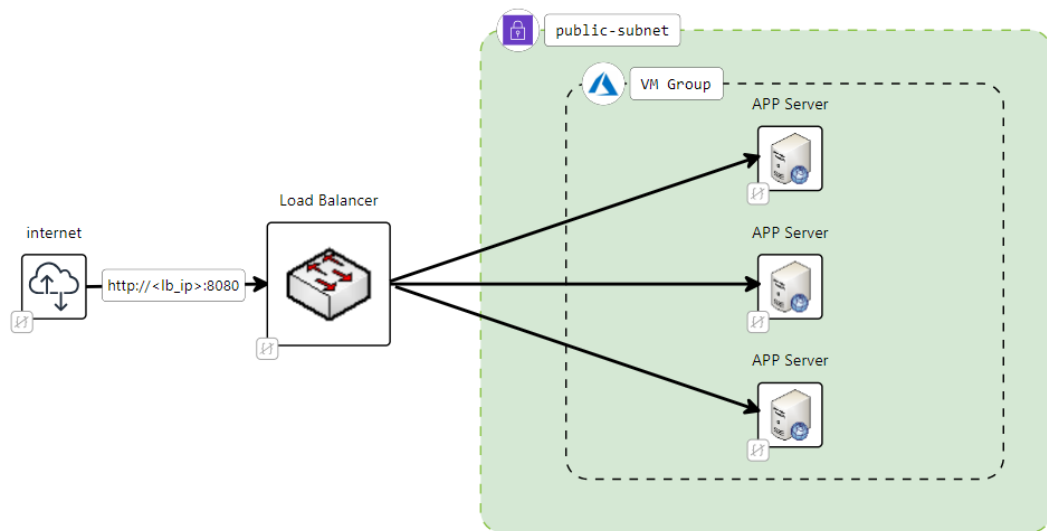 public-subnet
VM Group
APP Server
Load Balancer
APP Server
internet
http://<lb_ip>:8080
APP Server